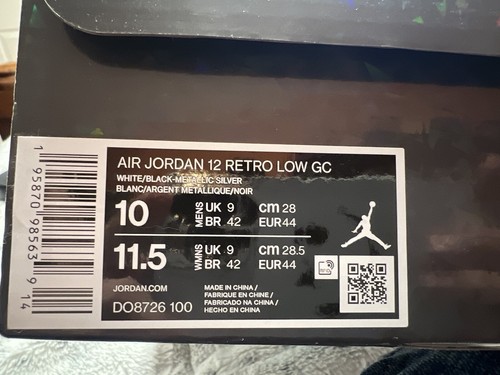 AIR JORDAN 12 RETRO LOW GC
WHITE/BLACK-METALLIC SILVER
BLANC/ARGENT METALLIQUE/NOIR
10 MENS UK 9 cm 28
BR 42 EUR 44
11.5 WMNS UK 9 cm 28.5
BR 42 EUR 44
JORDAN.COM
DO8726 100
MADE IN CHINA /
FABRIQUE EN CHINE /
FABRICADO NA CHINA /
HECHO EN CHINA
1 95870 98563 9 14